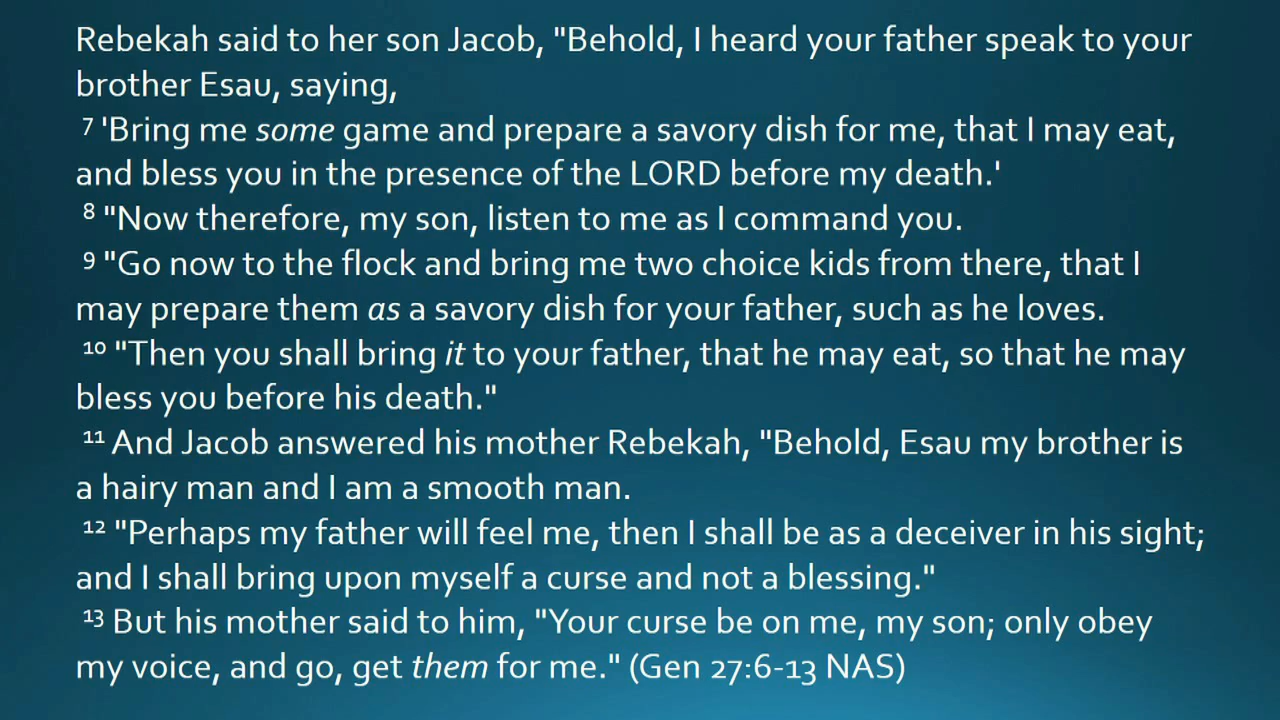 Rebekah said to her son Jacob, "Behold, I heard your father speak to your
brother Esau, saying,
7 'Bring me some game and prepare a savory dish for me, that I may eat,
and bless you in the presence of the LORD before my death.'
8 "Now therefore, my son, listen to me as I command you.
9 "Go now to the flock and bring me two choice kids from there, that I
may prepare them as a savory dish for your father, such as he loves.
10 "Then you shall bring it to your father, that he may eat, so that he may
bless you before his death."
11 And Jacob answered his mother Rebekah, "Behold, Esau my brother is
a hairy man and I am a smooth man.
12 "Perhaps my father will feel me, then I shall be as a deceiver in his sight;
and I shall bring upon myself a curse and not a blessing."
13 But his mother said to him, "Your curse be on me, my son; only obey
my voice, and go, get them for me." (Gen 27:6-13 NAS)